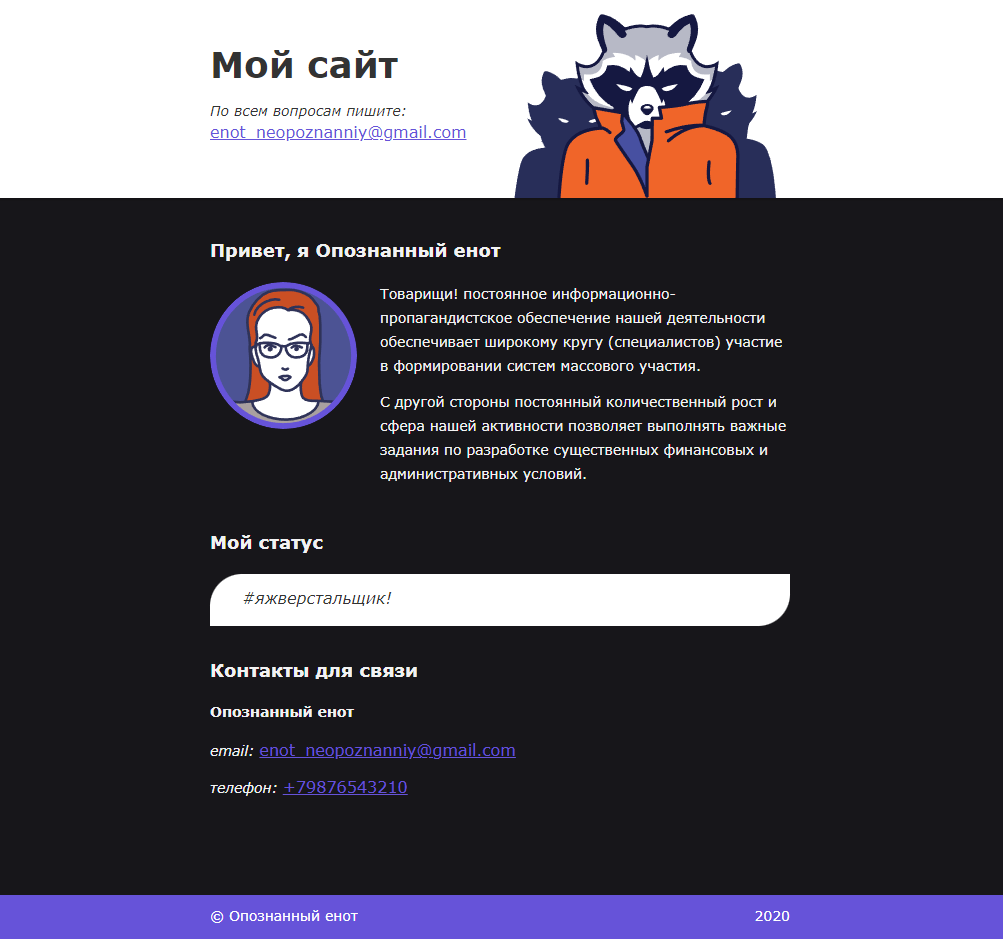 Мой сайт
По всем вопросам пишите:
enot_neopoznanniy@gmail.com
Привет, я Опознанный енот
Товарищи! постоянное информационно-
пропагандистское обеспечение нашей деятельности
обеспечивает широкому кругу (специалистов) участие
в формировании систем массового участия.
С другой стороны постоянный количественный рост и
сфера нашей активности позволяет выполнять важные
задания по разработке существенных финансовых и
административных условий.
Мой статус
#яжверстальщик!
Контакты для связи
Опознанный енот
email: enot_neopoznanniy@gmail.com
телефон: +79876543210
© Опознанный енот 2020